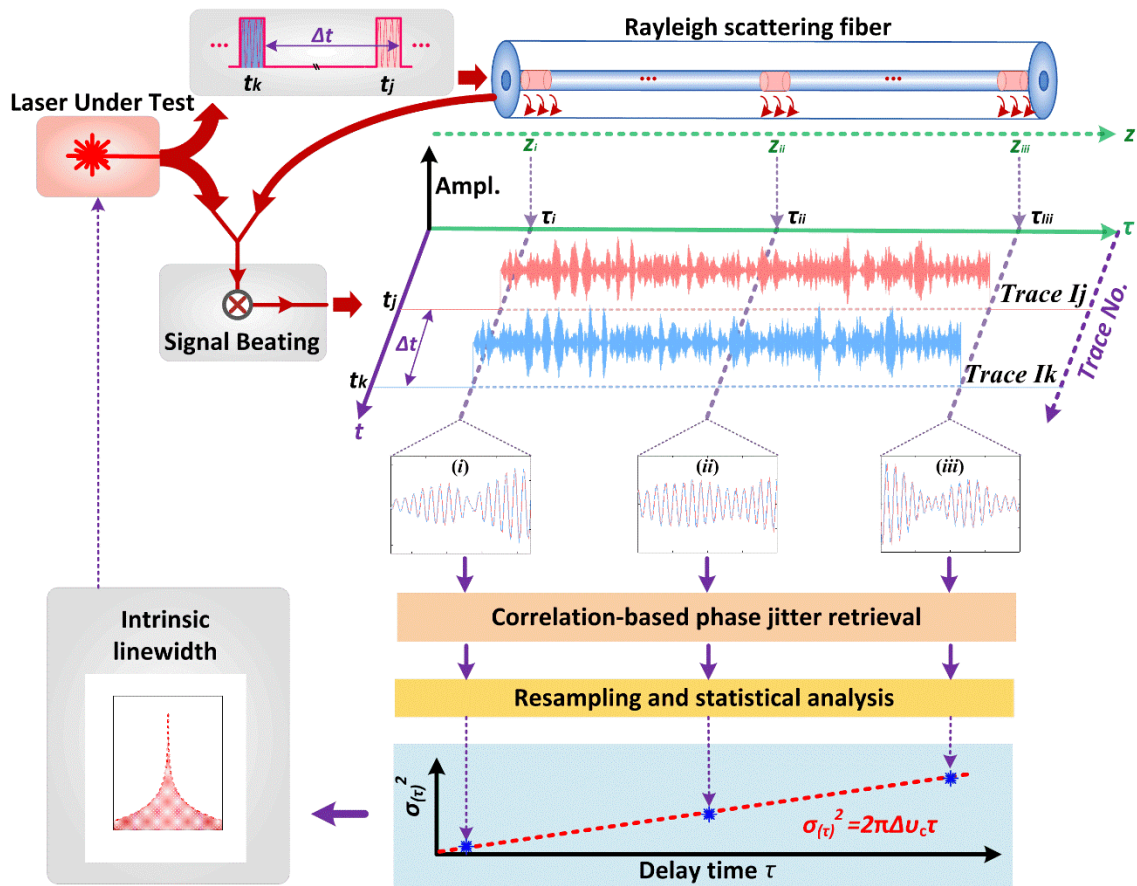 Rayleigh scattering fiber
... Δt ...
t_k t_j
Laser Under Test
z_i z_ii z_iii z
Ampl.
τ_i τ_ii τ_Iii τ
t_j
Trace Ij
Signal Beating
Δt
Trace No.
t_k
Trace Ik
t
(i) (ii) (iii)
Correlation-based phase jitter retrieval
Intrinsic
linewidth
Resampling and statistical analysis
σ_(τ)^2
σ_(τ)^2=2πΔυ_cτ
Delay time τ